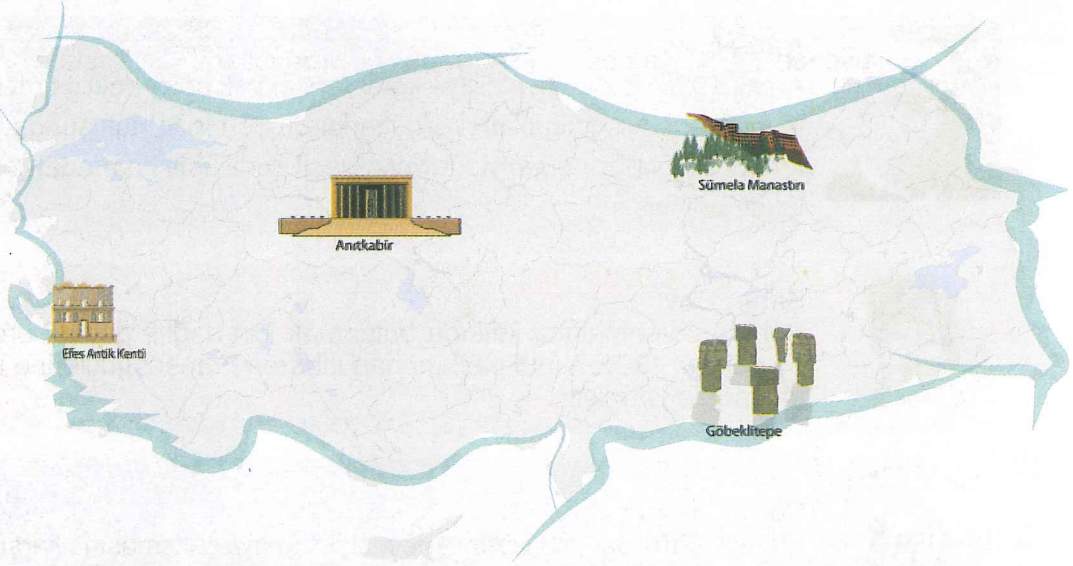 Sümela Manastırı
Anıtkabir
Efes Antik Kenti
Göbeklitepe